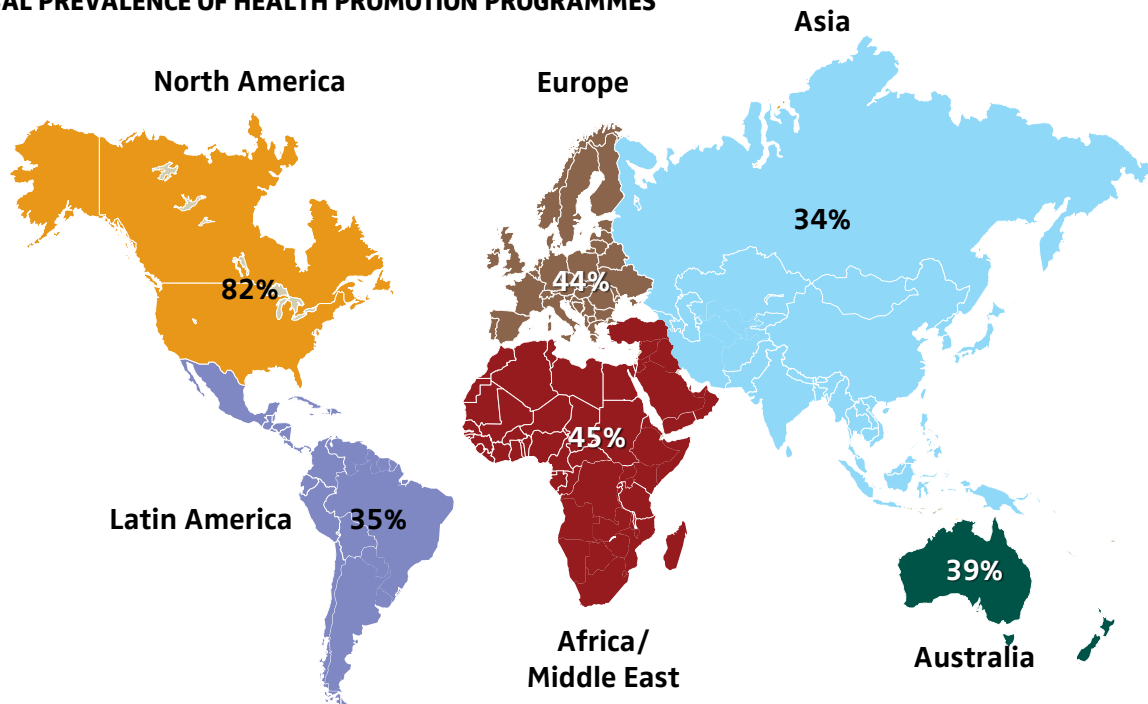 PREVALENCE OF HEALTH PROMOTION PROGRAMMES
Asia
North America
Europe
34%
82%
44%
45%
Latin America
35%
39%
Africa/
Middle East
Australia